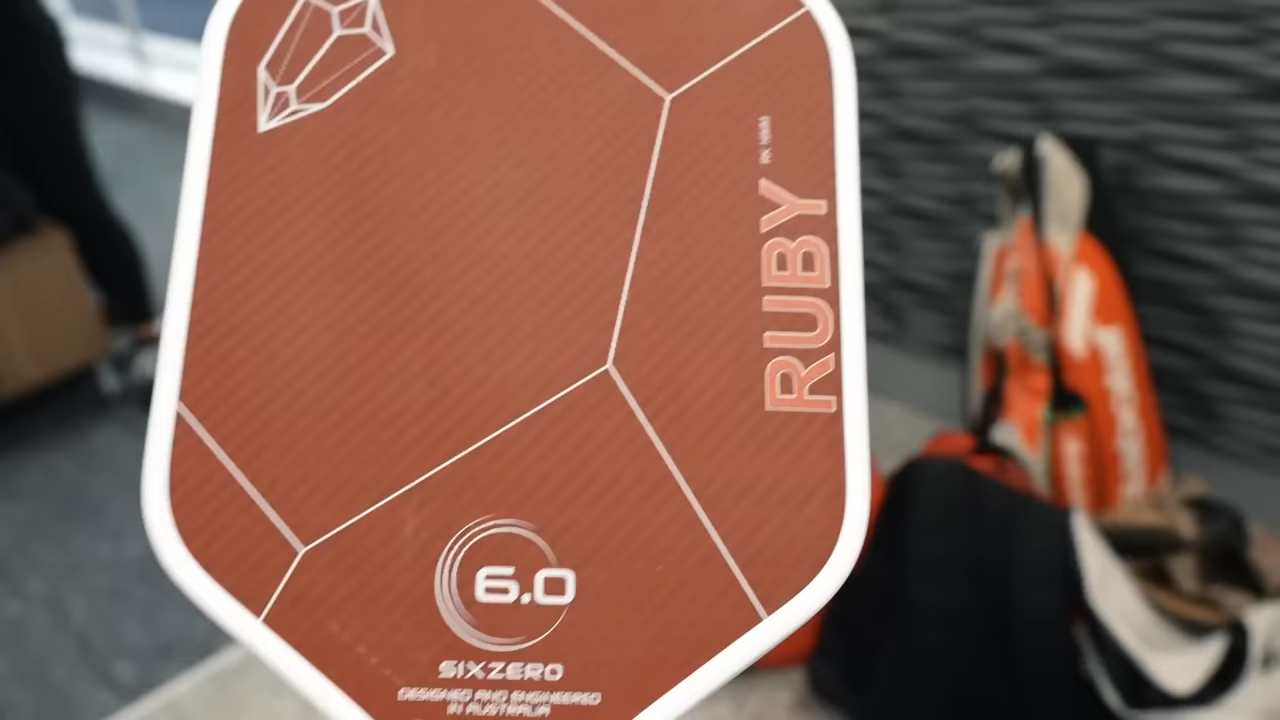 RUBY
6.0
SIXZERO
DESIGNED AND ENGINEERED
IN AUSTRALIA